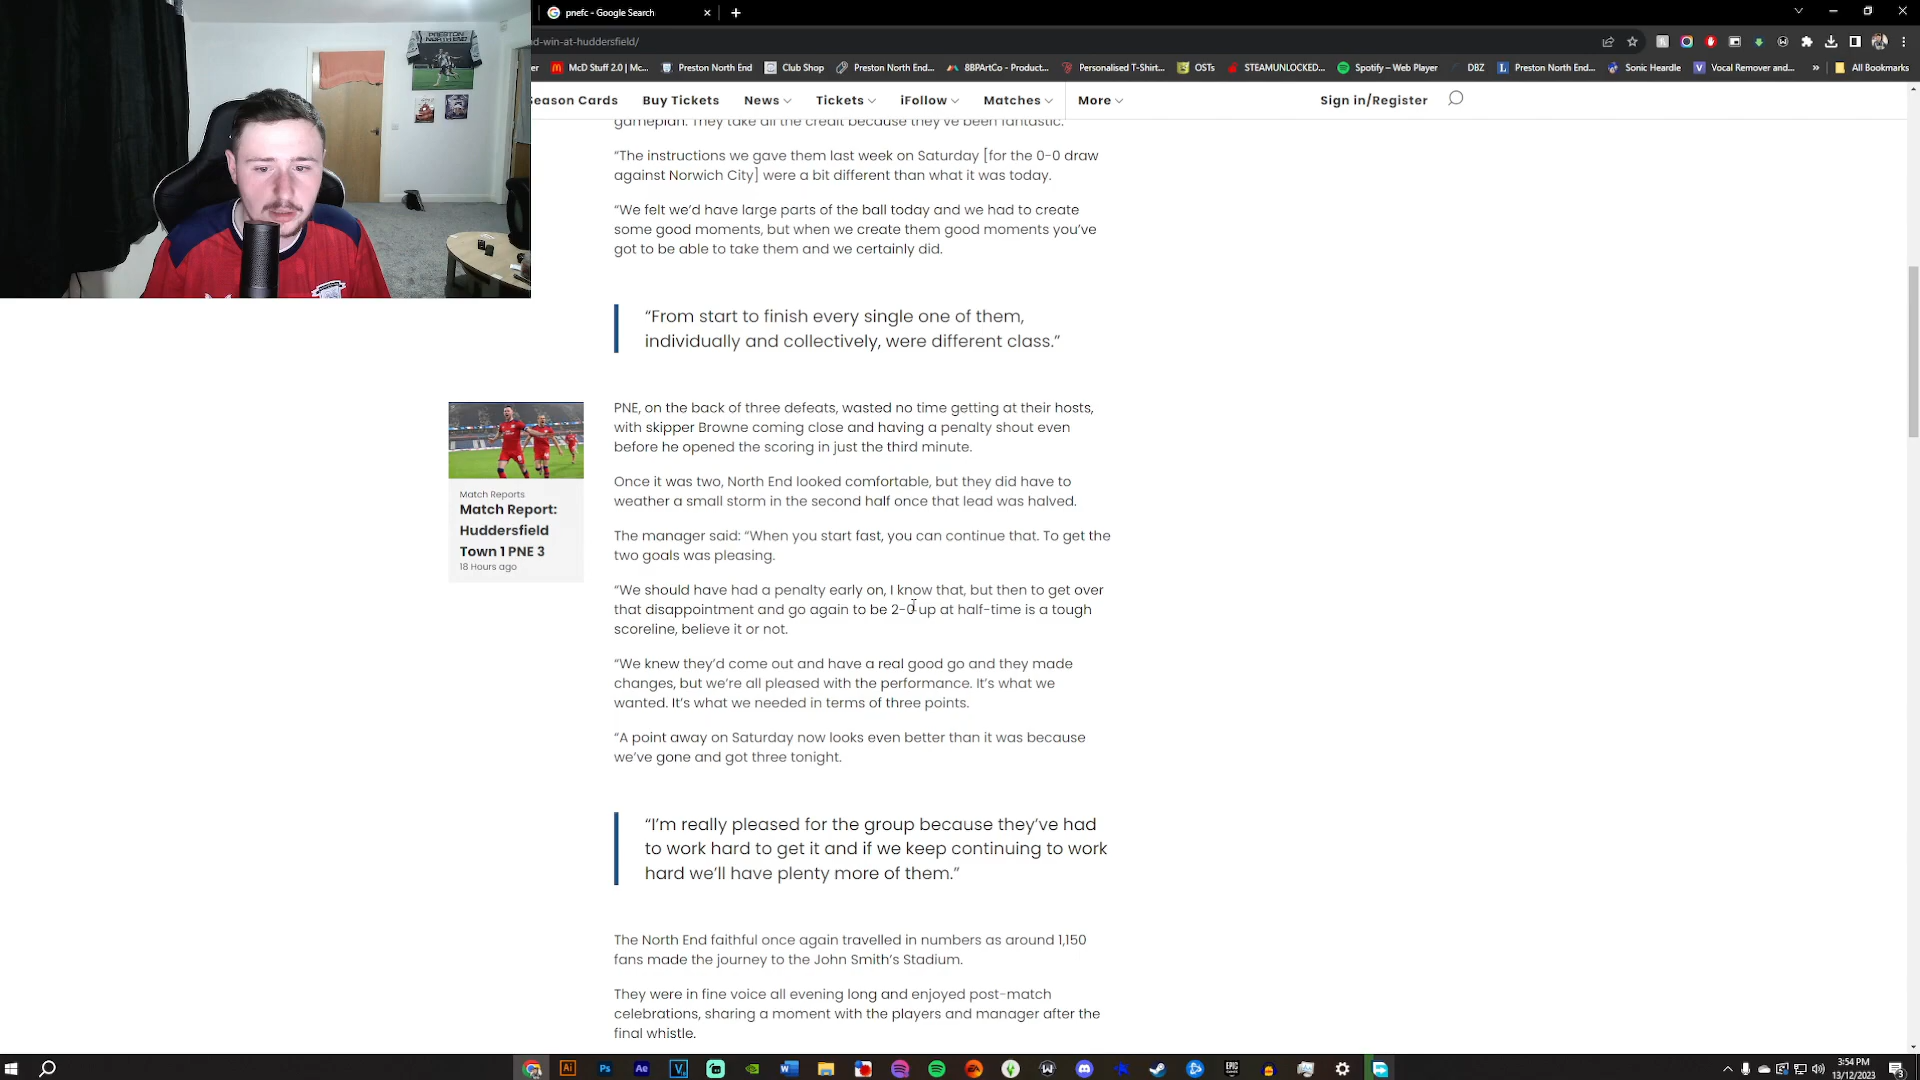 pnefc - Google Search
nd-win-at-huddersfield/
McD Stuff 2.0 | Mc...
Preston North End
Club Shop
Preston North End...
8BPArtCo - Product...
Personalised T-Shirt...
OSTs
STEAMUNLOCKED...
Spotify – Web Player
DBZ
Preston North End...
Sonic Heardle
Vocal Remover and...
»
All Bookmarks
Season Cards
Buy Tickets
News
Tickets
iFollow
Matches
More
Sign in/Register
PRESTON
NORTH END
gameplan. They take all the credit because they've been fantastic.
“The instructions we gave them last week on Saturday [for the 0-0 draw
against Norwich City] were a bit different than what it was today.
“We felt we’d have large parts of the ball today and we had to create
some good moments, but when we create them good moments you’ve
got to be able to take them and we certainly did.
“From start to finish every single one of them,
individually and collectively, were different class.”
PNE, on the back of three defeats, wasted no time getting at their hosts,
with skipper Browne coming close and having a penalty shout even
before he opened the scoring in just the third minute.
Once it was two, North End looked comfortable, but they did have to
weather a small storm in the second half once that lead was halved.
Match Reports
Match Report:
Huddersfield
Town 1 PNE 3
18 Hours ago
The manager said: “When you start fast, you can continue that. To get the
two goals was pleasing.
“We should have had a penalty early on, I know that, but then to get over
that disappointment and go again to be 2-0 up at half-time is a tough
scoreline, believe it or not.
“We knew they’d come out and have a real good go and they made
changes, but we’re all pleased with the performance. It’s what we
wanted. It’s what we needed in terms of three points.
“A point away on Saturday now looks even better than it was because
we’ve gone and got three tonight.
“I’m really pleased for the group because they’ve had
to work hard to get it and if we keep continuing to work
hard we’ll have plenty more of them.”
The North End faithful once again travelled in numbers as around 1,150
fans made the journey to the John Smith’s Stadium.
They were in fine voice all evening long and enjoyed post-match
celebrations, sharing a moment with the players and manager after the
final whistle.
3:54 PM
13/12/2023